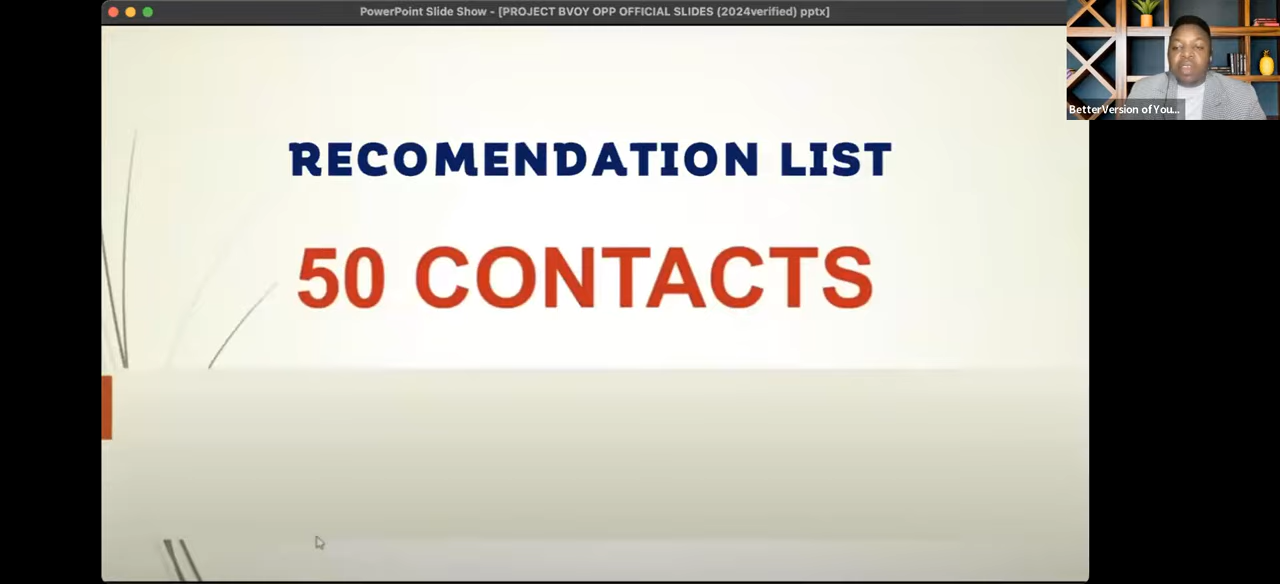 PowerPoint Slide Show - [PROJECT BVOY OPP OFFICIAL SLIDES (2024verified) pptx]
BetterVersion of You...
RECOMENDATION LIST
50 CONTACTS